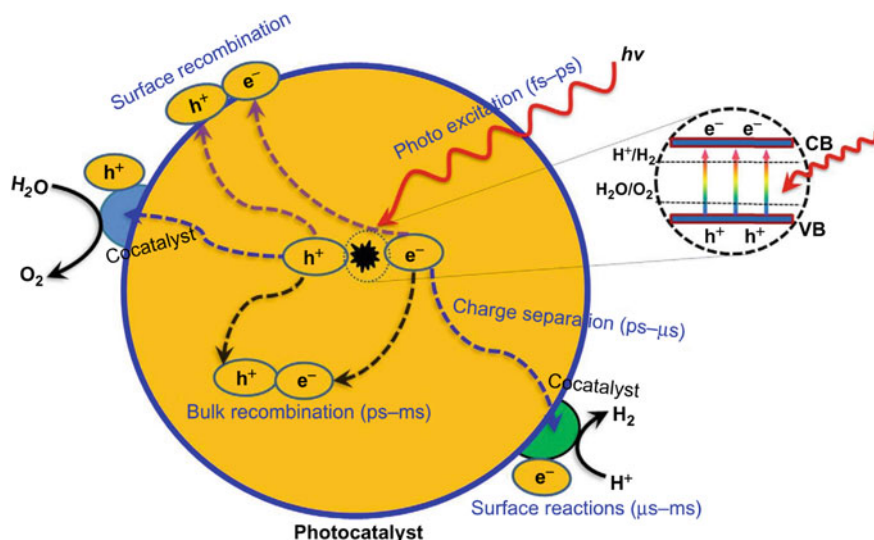 Surface recombination
h⁺
e⁻
Photo excitation (fs–ps)
hν
h⁺
H₂O
O₂
Cocatalyst
h⁺
e⁻
e⁻ e⁻
CB
H⁺/H₂
H₂O/O₂
h⁺ h⁺
VB
Charge separation (ps–μs)
h⁺
e⁻
Bulk recombination (ps–ms)
Cocatalyst
H₂
H⁺
e⁻
Surface reactions (μs–ms)
Photocatalyst